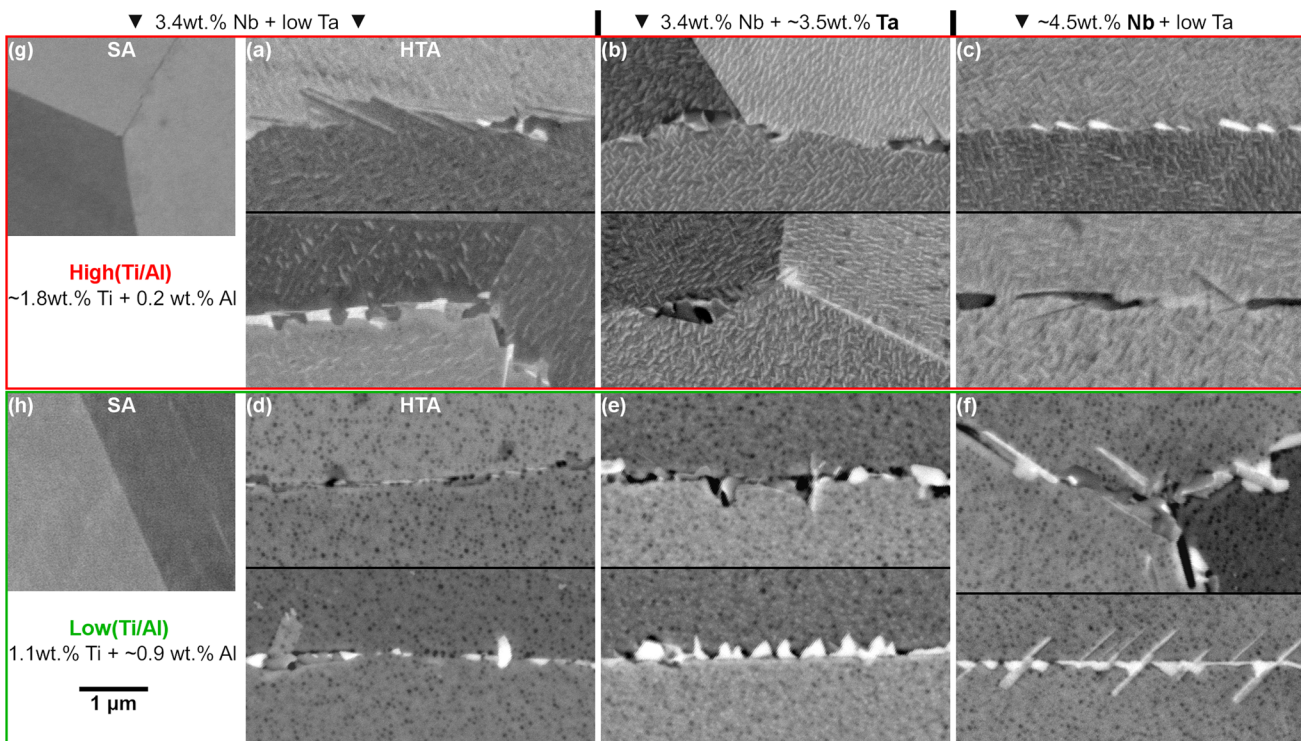 ▼ 3.4wt.% Nb + low Ta ▼
3.4wt.% Nb + ~3.5wt.% Ta
▼ ~4.5wt.% Nb + low Ta
(g) SA
(a) HTA
(b)
(c)
High(Ti/Al)
~1.8wt.% Ti + 0.2 wt.% Al
(h) SA
(d) HTA
(e)
(f)
Low(Ti/Al)
1.1wt.% Ti + ~0.9 wt.% Al
1 µm